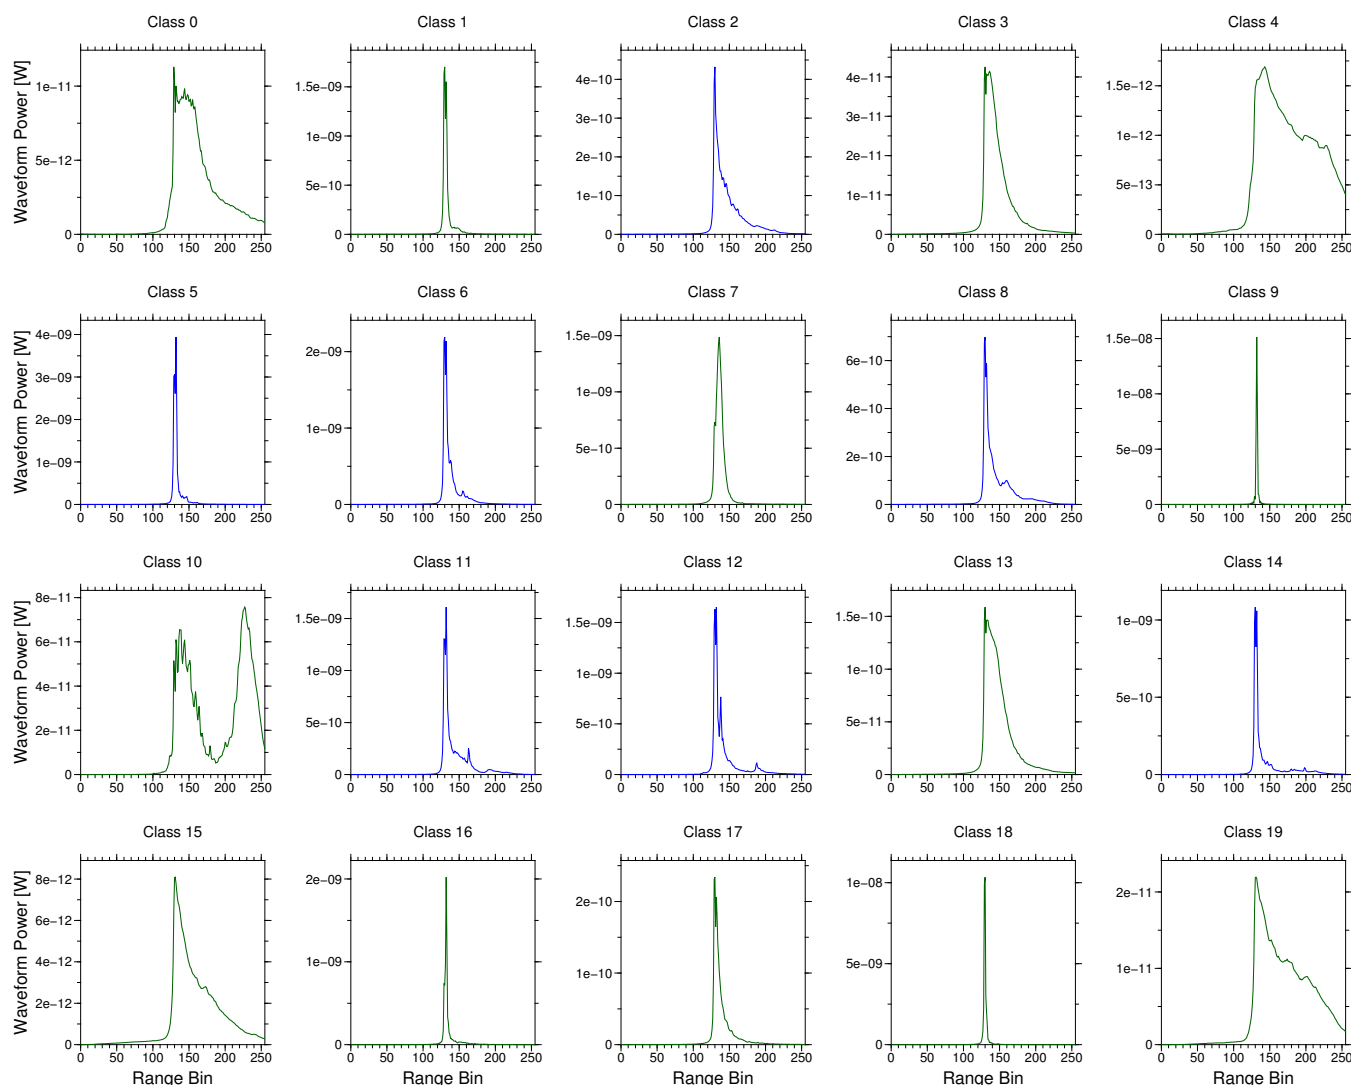 Class 0 Class 1 Class 2 Class 3 Class 4
Waveform Power [W]
1e−11 5e−12 0
1.5e−09 1e−09 5e−10 0
4e−10 3e−10 2e−10 1e−10 0
4e−11 3e−11 2e−11 1e−11 0
1.5e−12 1e−12 5e−13 0
0 50 100 150 200 250 0 50 100 150 200 250 0 50 100 150 200 250 0 50 100 150 200 250 0 50 100 150 200 250
Class 5 Class 6 Class 7 Class 8 Class 9
Waveform Power [W]
4e−09 3e−09 2e−09 1e−09 0
2e−09 1e−09 0
1.5e−09 1e−09 5e−10 0
6e−10 4e−10 2e−10 0
1.5e−08 1e−08 5e−09 0
0 50 100 150 200 250 0 50 100 150 200 250 0 50 100 150 200 250 0 50 100 150 200 250 0 50 100 150 200 250
Class 10 Class 11 Class 12 Class 13 Class 14
Waveform Power [W]
8e−11 6e−11 4e−11 2e−11 0
1.5e−09 1e−09 5e−10 0
1.5e−09 1e−09 5e−10 0
1.5e−10 1e−10 5e−11 0
1e−09 5e−10 0
0 50 100 150 200 250 0 50 100 150 200 250 0 50 100 150 200 250 0 50 100 150 200 250 0 50 100 150 200 250
Class 15 Class 16 Class 17 Class 18 Class 19
Waveform Power [W]
8e−12 6e−12 4e−12 2e−12 0
2e−09 1e−09 0
2e−10 1e−10 0
1e−08 5e−09 0
2e−11 1e−11 0
0 50 100 150 200 250 0 50 100 150 200 250 0 50 100 150 200 250 0 50 100 150 200 250 0 50 100 150 200 250
Range Bin Range Bin Range Bin Range Bin Range Bin